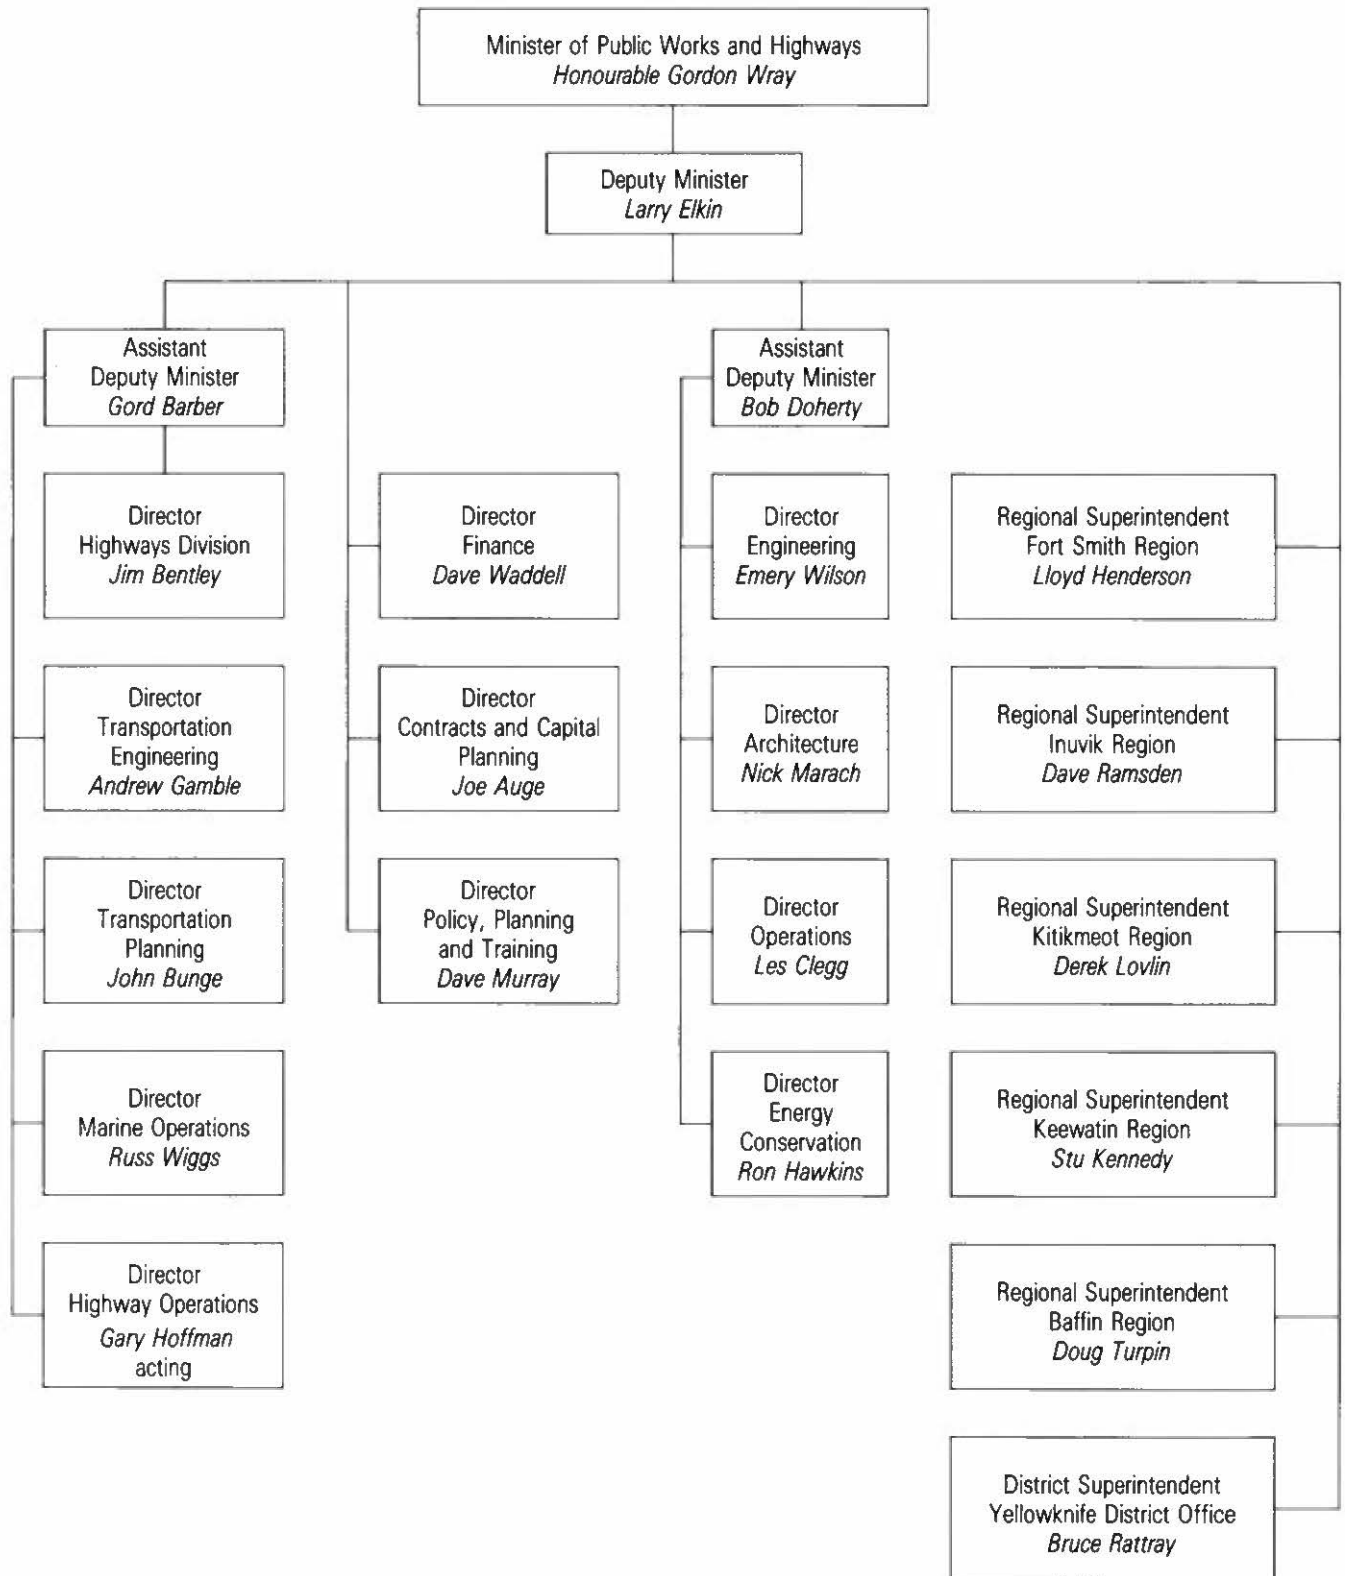 Minister of Public Works and Highways
Honourable Gordon Wray
Deputy Minister
Larry Elkin
Assistant
Deputy Minister
Gord Barber
Director
Highways Division
Jim Bentley
Director
Transportation
Engineering
Andrew Gamble
Director
Transportation
Planning
John Bunge
Director
Marine Operations
Russ Wiggs
Director
Highway Operations
Gary Hoffman
acting
Director
Finance
Dave Waddell
Director
Contracts and Capital
Planning
Joe Auge
Director
Policy, Planning
and Training
Dave Murray
Assistant
Deputy Minister
Bob Doherty
Director
Engineering
Emery Wilson
Director
Architecture
Nick Marach
Director
Operations
Les Clegg
Director
Energy
Conservation
Ron Hawkins
Regional Superintendent
Fort Smith Region
Lloyd Henderson
Regional Superintendent
Inuvik Region
Dave Ramsden
Regional Superintendent
Kitikmeot Region
Derek Lovlin
Regional Superintendent
Keewatin Region
Stu Kennedy
Regional Superintendent
Baffin Region
Doug Turpin
District Superintendent
Yellowknife District Office
Bruce Rattray